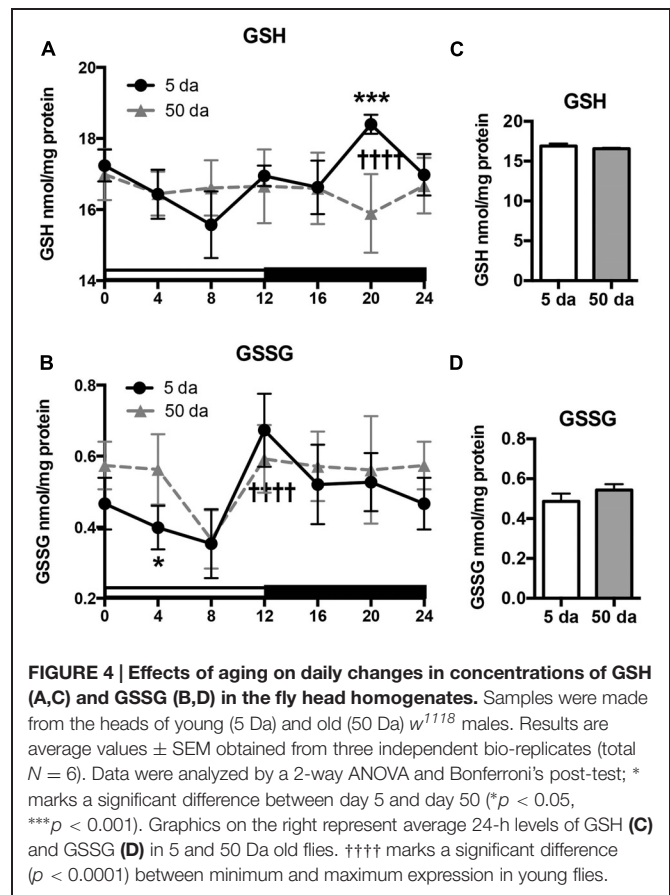 GSH
A
20
18
16
14
GSH nmol/mg protein
5 da
50 da
***
††††
0 4 8 12 16 20 24
C
GSH
20
15
10
5
0
GSH nmol/mg protein
5 da 50 da
GSSG
B
0.8
0.6
0.4
0.2
GSSG nmol/mg protein
5 da
50 da
††††
*
0 4 8 12 16 20 24
D
GSSG
0.8
0.6
0.4
0.2
0.0
GSSG nmol/mg protein
5 da 50 da
FIGURE 4 | Effects of aging on daily changes in concentrations of GSH
(A,C) and GSSG (B,D) in the fly head homogenates. Samples were made
from the heads of young (5 Da) and old (50 Da) w1118 males. Results are
average values ± SEM obtained from three independent bio-replicates (total
N = 6). Data were analyzed by a 2-way ANOVA and Bonferroni's post-test; *
marks a significant difference between day 5 and day 50 (*p < 0.05,
***p < 0.001). Graphics on the right represent average 24-h levels of GSH (C)
and GSSG (D) in 5 and 50 Da old flies. †††† marks a significant difference
(p < 0.0001) between minimum and maximum expression in young flies.